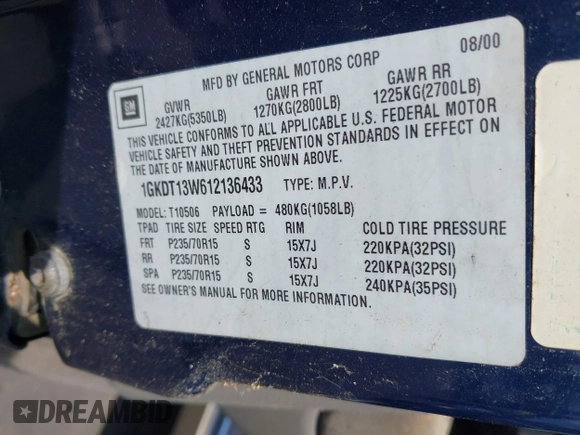 MFD BY GENERAL MOTORS CORP 08/00
GM
GVWR GAWR FRT GAWR RR
2427KG(5350LB) 1270KG(2800LB) 1225KG(2700LB)
THIS VEHICLE CONFORMS TO ALL APPLICABLE U.S. FEDERAL MOTOR
VEHICLE SAFETY AND THEFT PREVENTION STANDARDS IN EFFECT ON
THE DATE OF MANUFACTURE SHOWN ABOVE.
1GKDT13W612136433 TYPE: M.P.V.
MODEL: T10506 PAYLOAD = 480KG(1058LB)
TPAD TIRE SIZE SPEED RTG RIM COLD TIRE PRESSURE
FRT P235/70R15 S 15X7J 220KPA(32PSI)
RR P235/70R15 S 15X7J 220KPA(32PSI)
SPA P235/70R15 S 15X7J 240KPA(35PSI)
SEE OWNER'S MANUAL FOR MORE INFORMATION.
DREAMBID